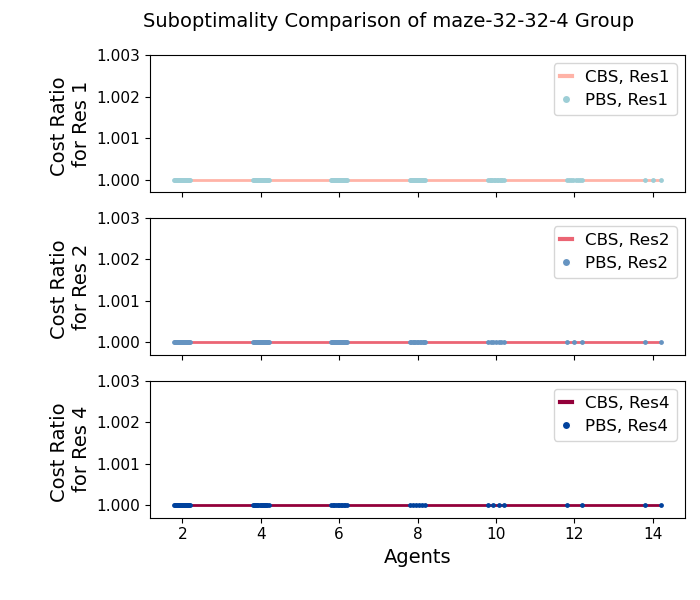 Suboptimality Comparison of maze-32-32-4 Group
Cost Ratio
for Res 1
1.003
1.002
1.001
1.000
CBS, Res1
PBS, Res1
Cost Ratio
for Res 2
1.003
1.002
1.001
1.000
CBS, Res2
PBS, Res2
Cost Ratio
for Res 4
1.003
1.002
1.001
1.000
CBS, Res4
PBS, Res4
2 4 6 8 10 12 14
Agents